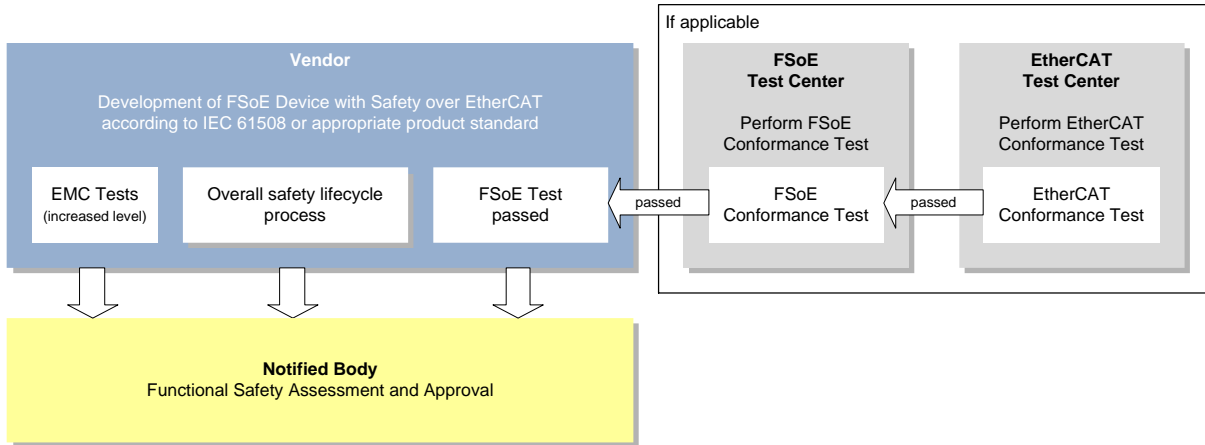 If applicable
Vendor
Development of FSoE Device with Safety over EtherCAT
according to IEC 61508 or appropriate product standard
EMC Tests
(increased level)
Overall safety lifecycle
process
FSoE Test
passed
passed
FSoE
Test Center
Perform FSoE
Conformance Test
FSoE
Conformance Test
passed
EtherCAT
Test Center
Perform EtherCAT
Conformance Test
EtherCAT
Conformance Test
Notified Body
Functional Safety Assessment and Approval